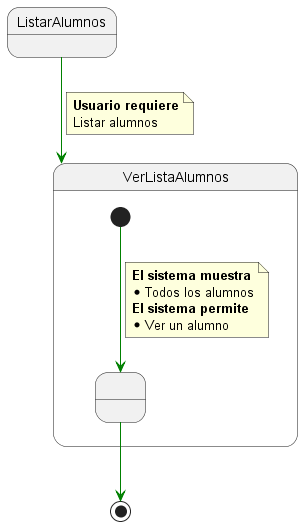 ListarAlumnos
Usuario requiere
Listar alumnos
VerListaAlumnos
El sistema muestra
• Todos los alumnos
El sistema permite
• Ver un alumno